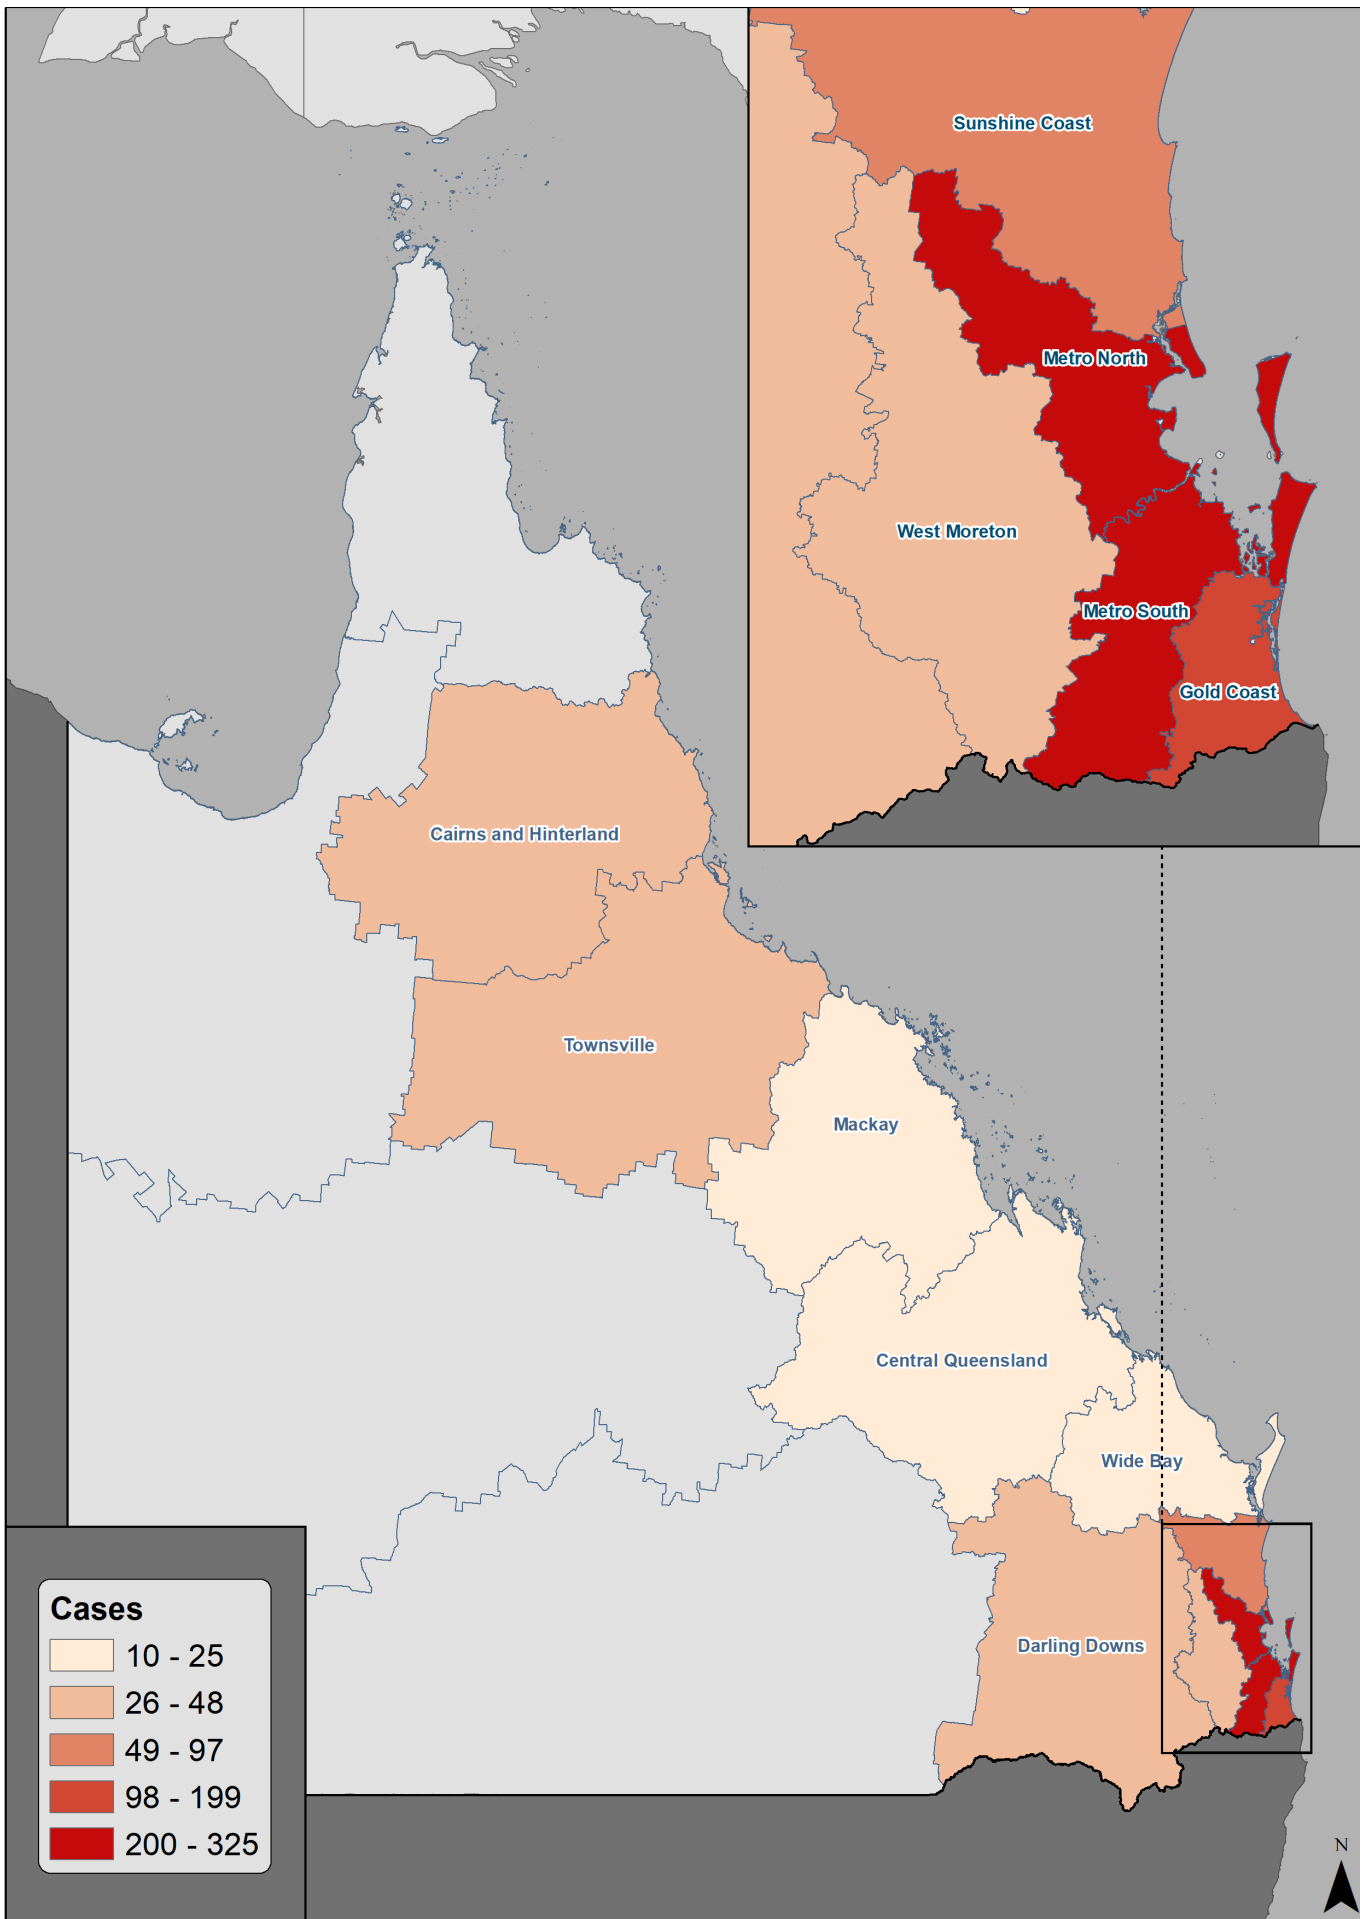 Sunshine Coast
Metro North
West Moreton
Metro South
Gold Coast
Cairns and Hinterland
Townsville
Mackay
Central Queensland
Wide Bay
Darling Downs
Cases
10 - 25
26 - 48
49 - 97
98 - 199
200 - 325
N